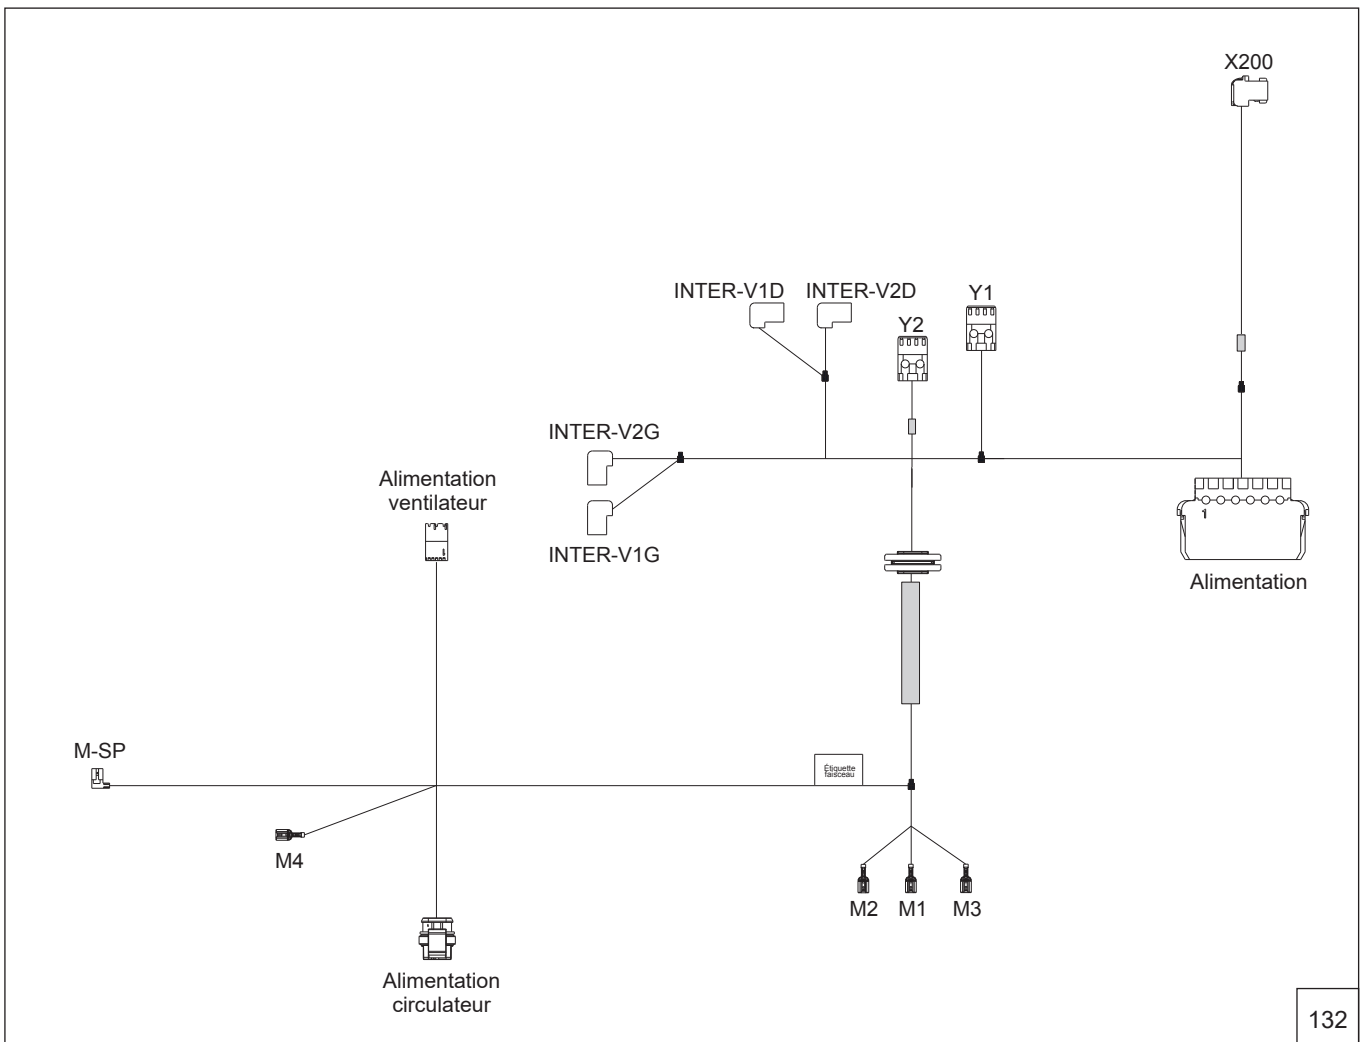 X200
INTER-V1D
INTER-V2D
Y1
Y2
INTER-V2G
Alimentation
ventilateur
1
INTER-V1G
Alimentation
M-SP
Étiquette
faisceau
M4
M2
M1
M3
Alimentation
circulateur
132